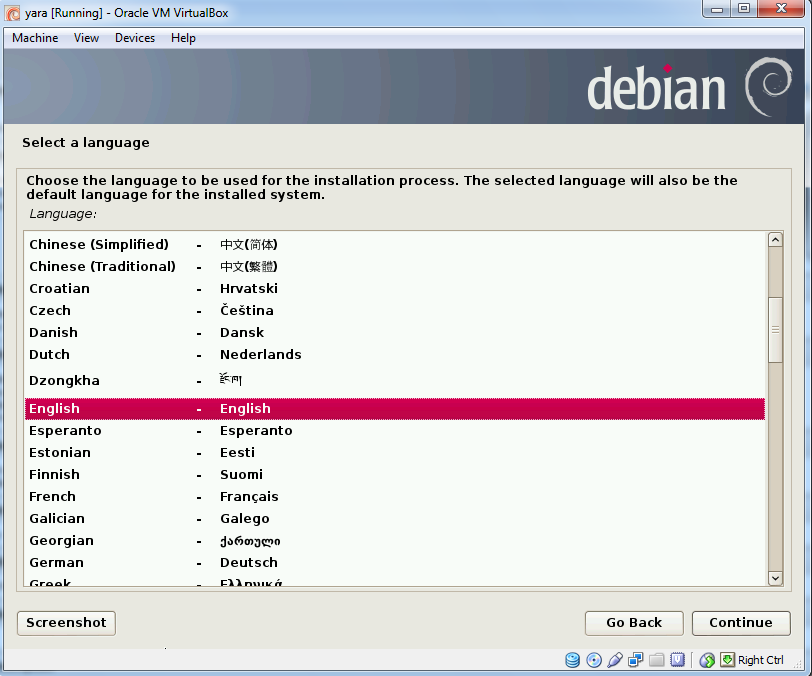 yara [Running] - Oracle VM VirtualBox
Machine View Devices Help
debian
Select a language
Choose the language to be used for the installation process. The selected language will also be the
default language for the installed system.
Language:
Chinese (Simplified) - 中文(简体)
Chinese (Traditional) - 中文(繁體)
Croatian - Hrvatski
Czech - Čeština
Danish - Dansk
Dutch - Nederlands
Dzongkha - རྫོང་ཁ།
English - English
Esperanto - Esperanto
Estonian - Eesti
Finnish - Suomi
French - Français
Galician - Galego
Georgian - ქართული
German - Deutsch
Greek - Ελληνικά
Screenshot Go Back Continue
Right Ctrl